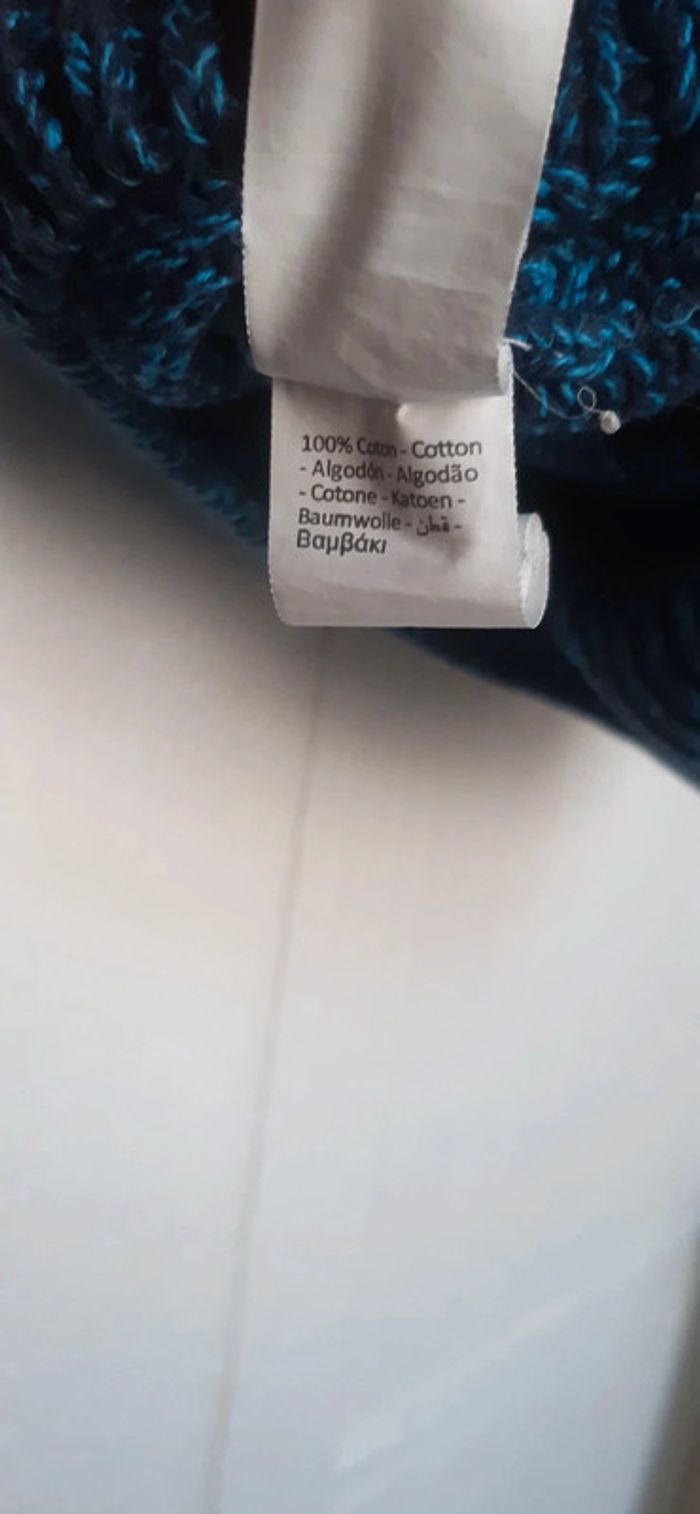 100% Coton - Cotton
- Algodón - Algodão
- Cotone - Katoen -
Baumwolle - قطن -
Βαμβάκι